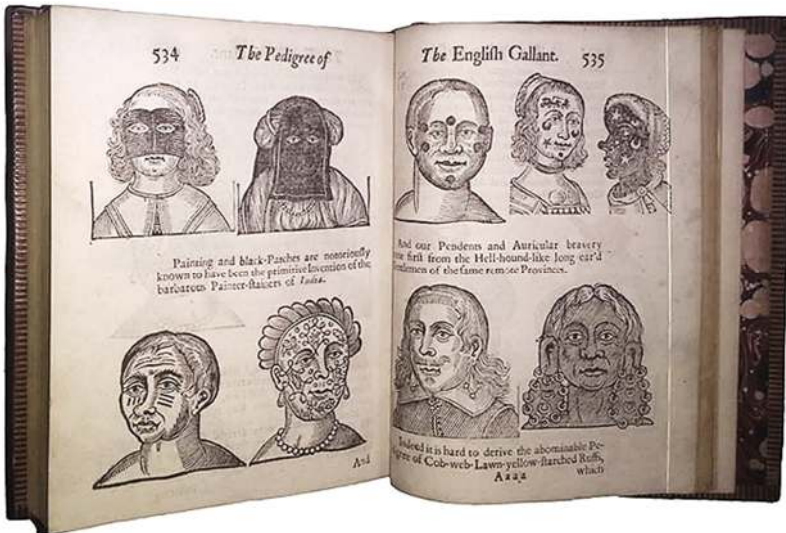 534 The Pedigree of
Painting and black-Patches are notoriously
known to have been the primitive Invention of the
barbarous Painter-ſtainers of India.
And
The Engliſh Gallant. 535
And our Pendents and Auricular bravery
firſt from the Hell-hound-like long ear'd
Gentlemen of the ſame remote Provinces.
Indeed it is hard to derive the abominable Pe-
digree of Cob-web-Lawn-yellow-ſtarched Ruffs,
which
Aaaa